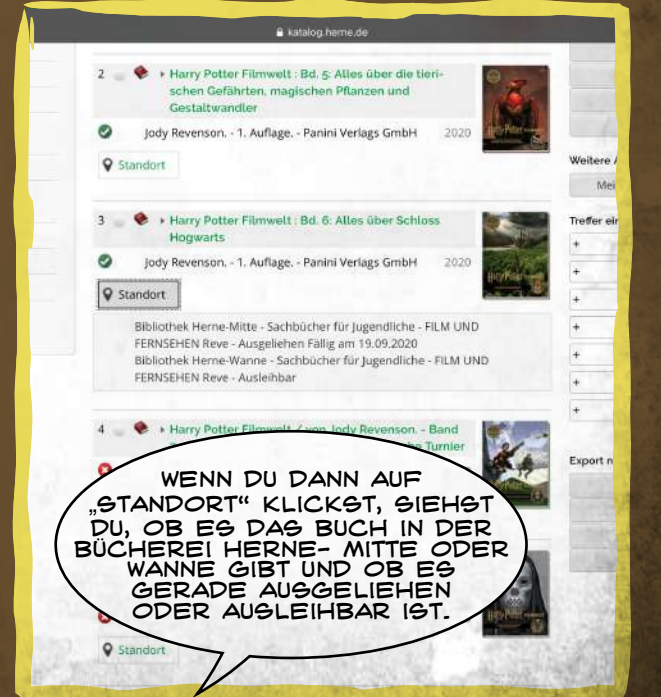 katalog.herne.de
2 Harry Potter Filmwelt : Bd. 5: Alles über die tieri-
schen Gefährten, magischen Pflanzen und
Gestaltwandler
Jody Revenson. - 1. Auflage. - Panini Verlags GmbH 2020
Standort
Weitere
3 Harry Potter Filmwelt : Bd. 6: Alles über Schloss
Hogwarts
Jody Revenson. - 1. Auflage. - Panini Verlags GmbH 2020
Standort
Bibliothek Herne-Mitte - Sachbücher für Jugendliche - FILM UND
FERNSEHEN Reve - Ausgeliehen Fällig am 19.09.2020
Bibliothek Herne-Wanne - Sachbücher für Jugendliche - FILM UND
FERNSEHEN Reve - Ausleihbar
Mei
Treffer ein
+
+
+
+
+
+
+
4 Harry Potter Filmwelt / von Jody Revenson. - Band
Turnier
Export n
WENN DU DANN AUF
„STANDORT“ KLICKST, SIEHST
DU, OB ES DAS BUCH IN DER
BÜCHEREI HERNE- MITTE ODER
WANNE GIBT UND OB ES
GERADE AUSGELIEHEN
ODER AUSLEIHBAR IST.
Standort